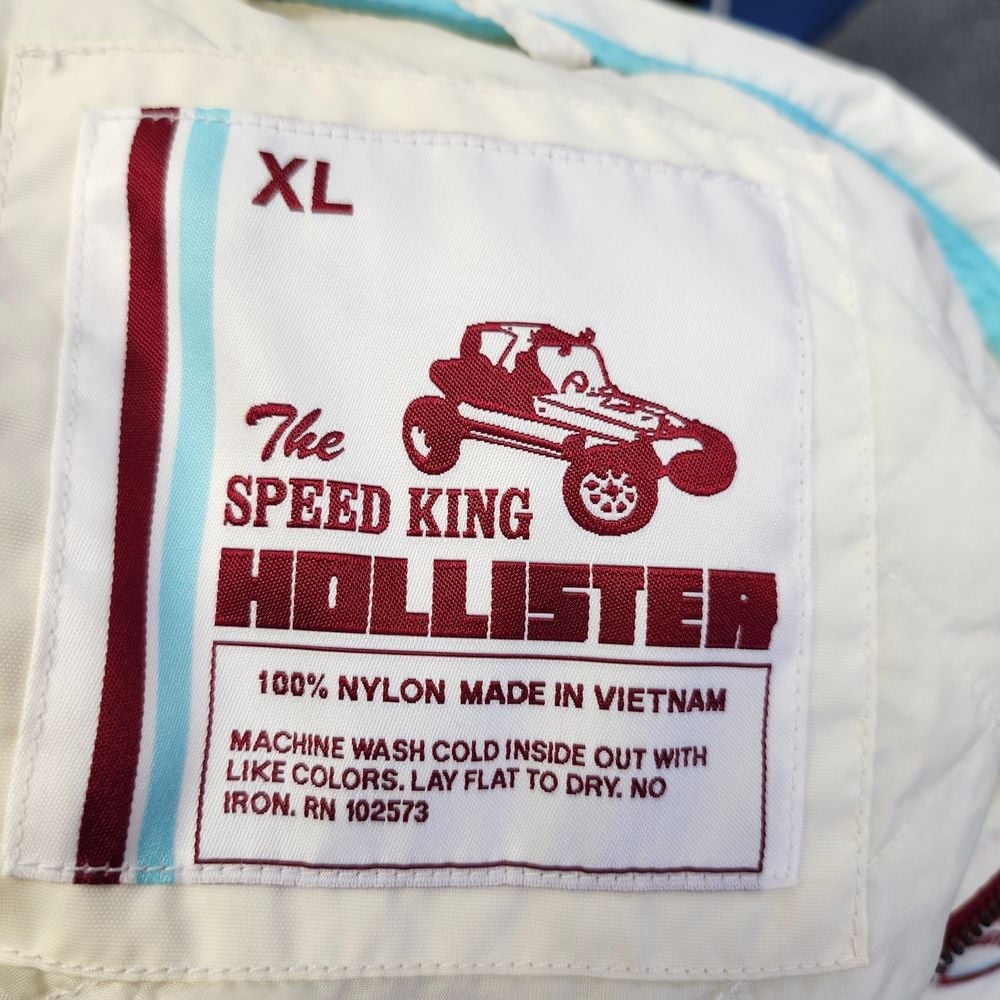 XL
The
SPEED KING
HOLLISTER
100% NYLON MADE IN VIETNAM
MACHINE WASH COLD INSIDE OUT WITH
LIKE COLORS. LAY FLAT TO DRY. NO
IRON. RN 102573